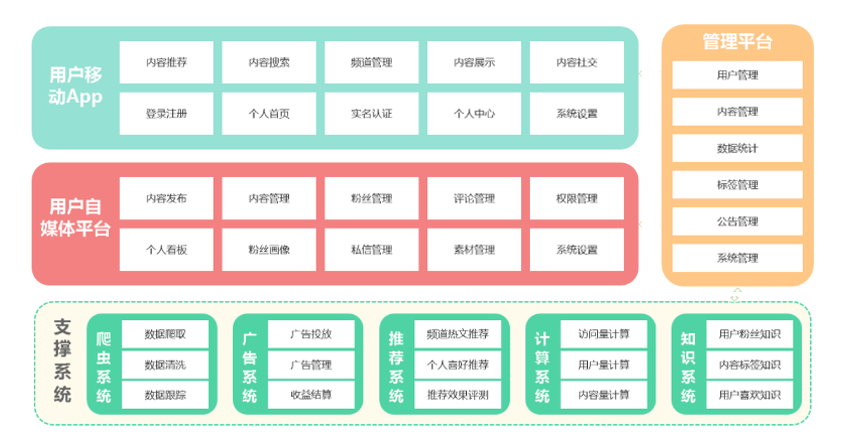 用户移
动App
内容推荐
内容搜索
频道管理
内容展示
内容社交
登录注册
个人首页
实名认证
个人中心
系统设置
用户自
媒体平台
内容发布
内容管理
粉丝管理
评论管理
权限管理
个人看板
粉丝画像
私信管理
素材管理
系统设置
管理平台
用户管理
内容管理
数据统计
标签管理
公告管理
系统管理
支撑系统
爬虫系统
数据爬取
数据清洗
数据跟踪
广告系统
广告投放
广告管理
收益结算
推荐系统
频道热文推荐
个人喜好推荐
推荐效果评测
计算系统
访问量计算
用户量计算
内容量计算
知识系统
用户粉丝知识
内容标签知识
用户喜欢知识